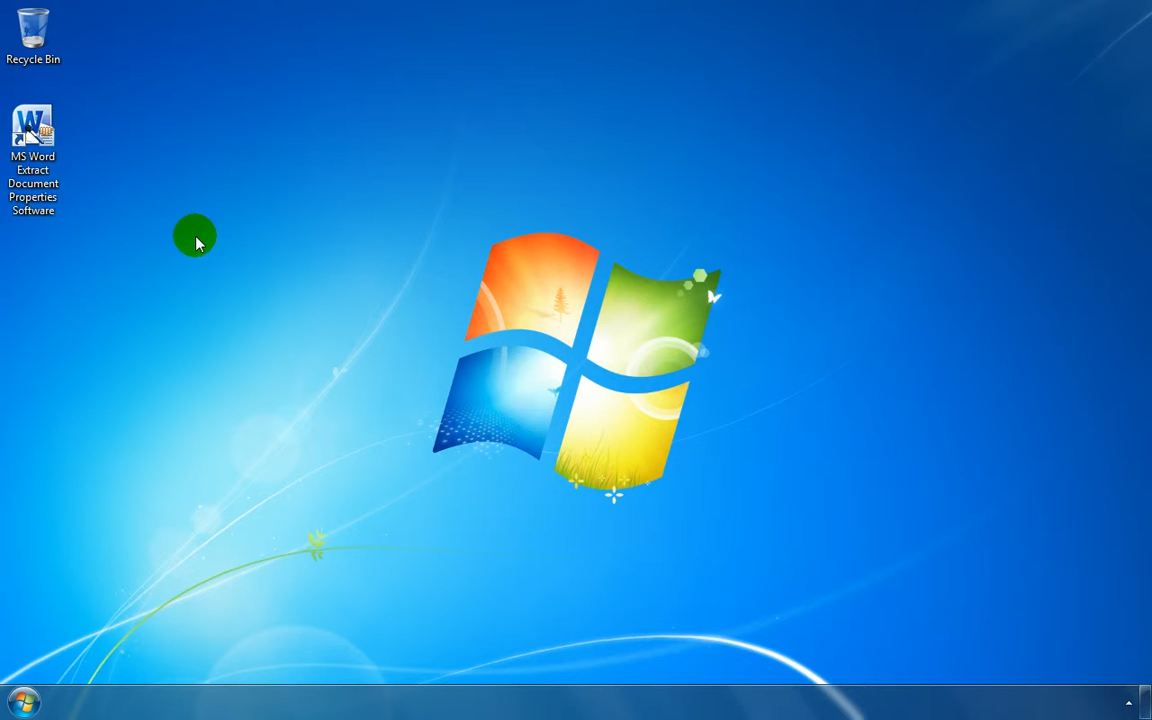 Recycle Bin
MS Word
Extract
Document
Properties
Software